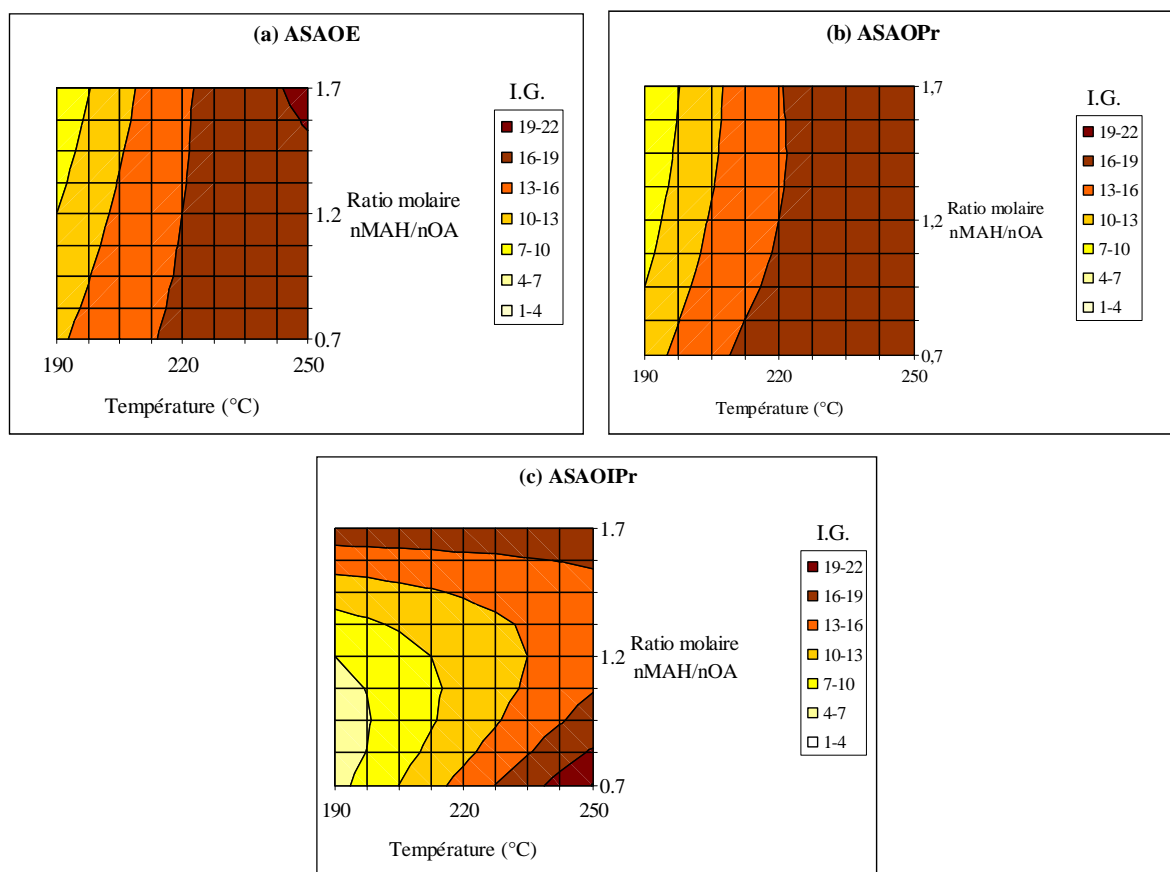 (a) ASAOE
1.7
1.2
0.7
190 220 250
Température (°C)
Ratio molaire
nMAH/nOA
I.G.
19-22
16-19
13-16
10-13
7-10
4-7
1-4
(b) ASAOPr
1,7
1,2
0,7
190 220 250
Température (°C)
Ratio molaire
nMAH/nOA
I.G.
19-22
16-19
13-16
10-13
7-10
4-7
1-4
(c) ASAOIPr
1.7
1.2
0.7
190 220 250
Température (°C)
Ratio molaire
nMAH/nOA
I.G.
19-22
16-19
13-16
10-13
7-10
4-7
1-4